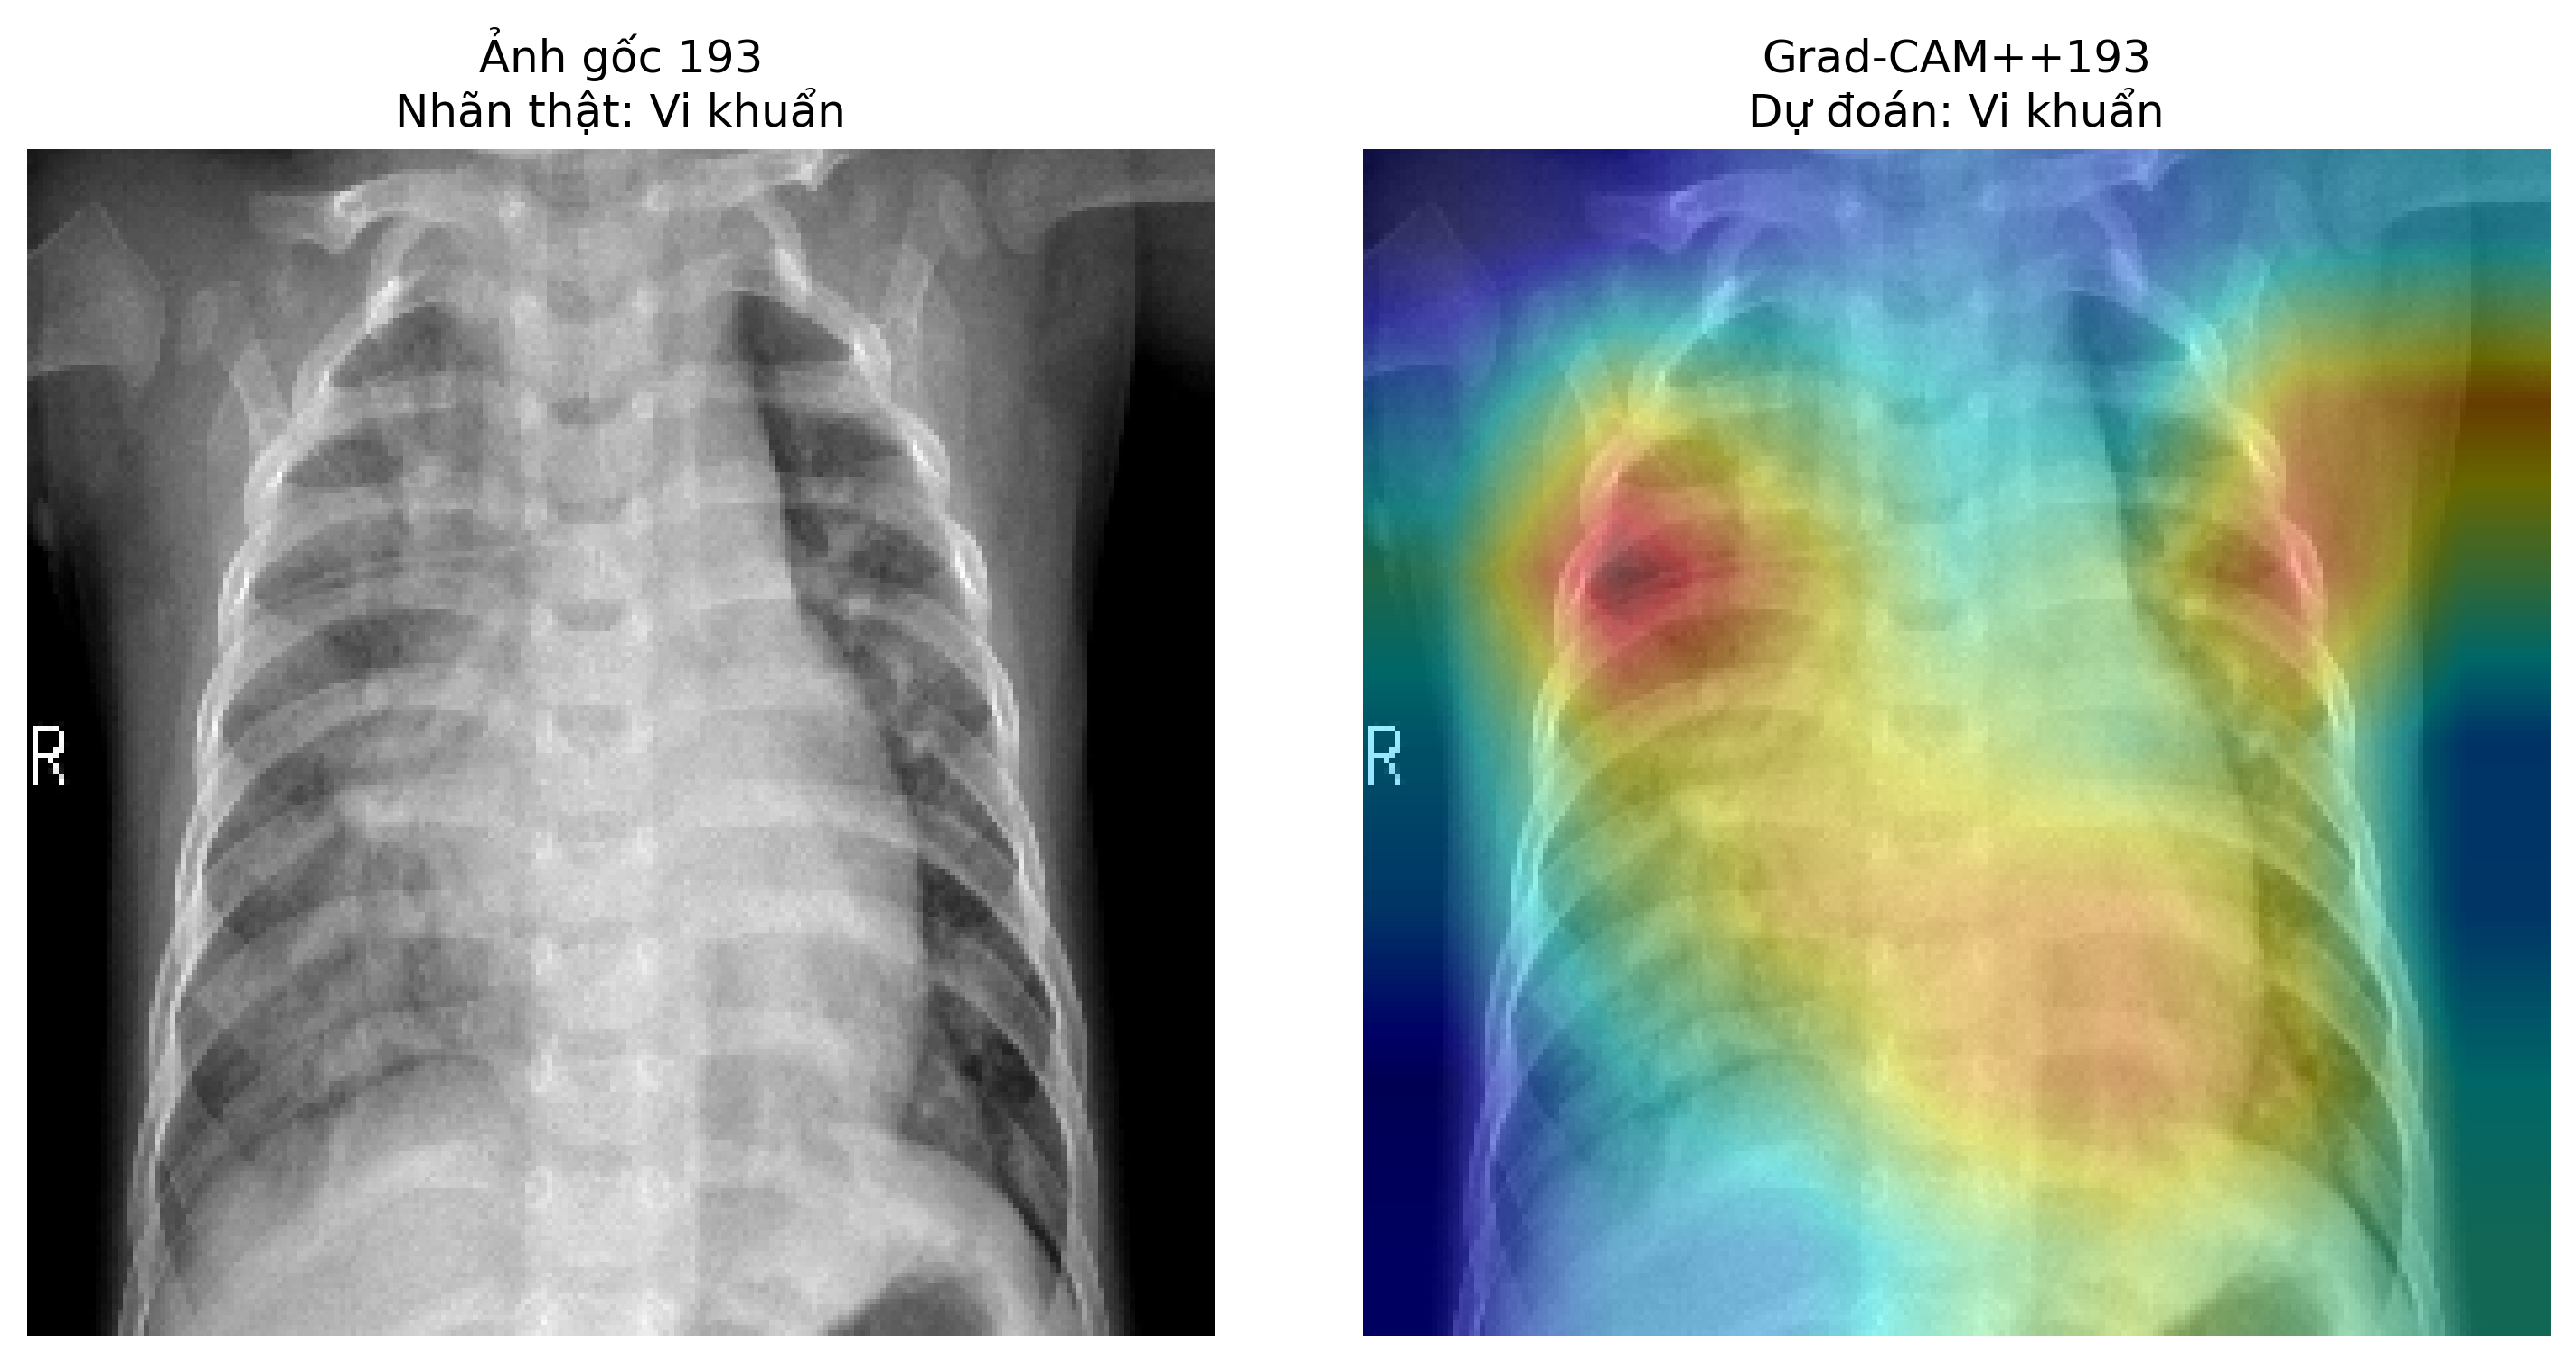 Ảnh gốc 193
Nhãn thật: Vi khuẩn
Grad-CAM++193
Dự đoán: Vi khuẩn
R
R